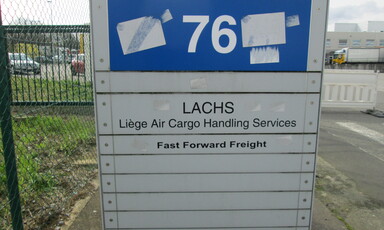 76
LACHS
Liège Air Cargo Handling Services
Fast Forward Freight